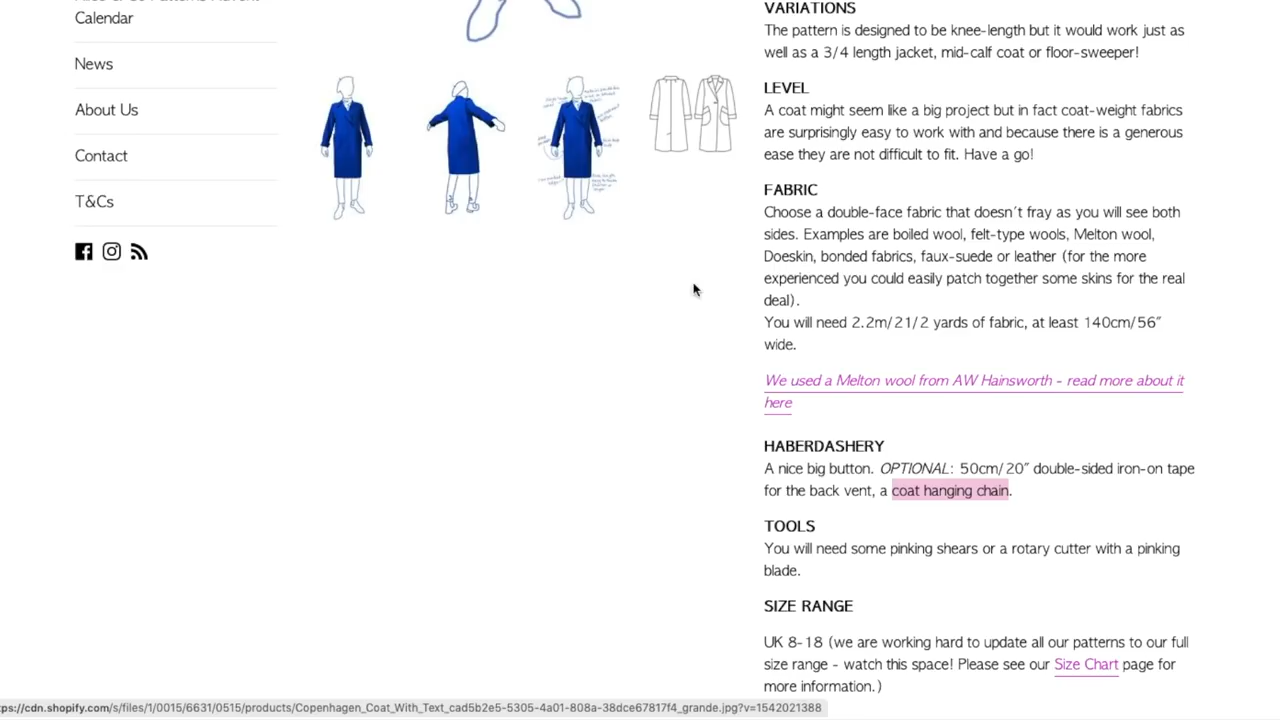 Calendar
News
About Us
Contact
T&Cs
VARIATIONS
The pattern is designed to be knee-length but it would work just as
well as a 3/4 length jacket, mid-calf coat or floor-sweeper!
LEVEL
A coat might seem like a big project but in fact coat-weight fabrics
are surprisingly easy to work with and because there is a generous
ease they are not difficult to fit. Have a go!
FABRIC
Choose a double-face fabric that doesn't fray as you will see both
sides. Examples are boiled wool, felt-type wools, Melton wool,
Doeskin, bonded fabrics, faux-suede or leather (for the more
experienced you could easily patch together some skins for the real
deal).
You will need 2.2m/21/2 yards of fabric, at least 140cm/56"
wide.
We used a Melton wool from AW Hainsworth - read more about it
here
HABERDASHERY
A nice big button. OPTIONAL: 50cm/20" double-sided iron-on tape
for the back vent, a coat hanging chain.
TOOLS
You will need some pinking shears or a rotary cutter with a pinking
blade.
SIZE RANGE
UK 8-18 (we are working hard to update all our patterns to our full
size range - watch this space! Please see our Size Chart page for
more information.)
ps://cdn.shopify.com/s/files/1/0015/6631/0515/products/Copenhagen_Coat_With_Text_cad5b2e5-5305-4a01-808a-38dce67817f4_grande.jpg?v=1542021388